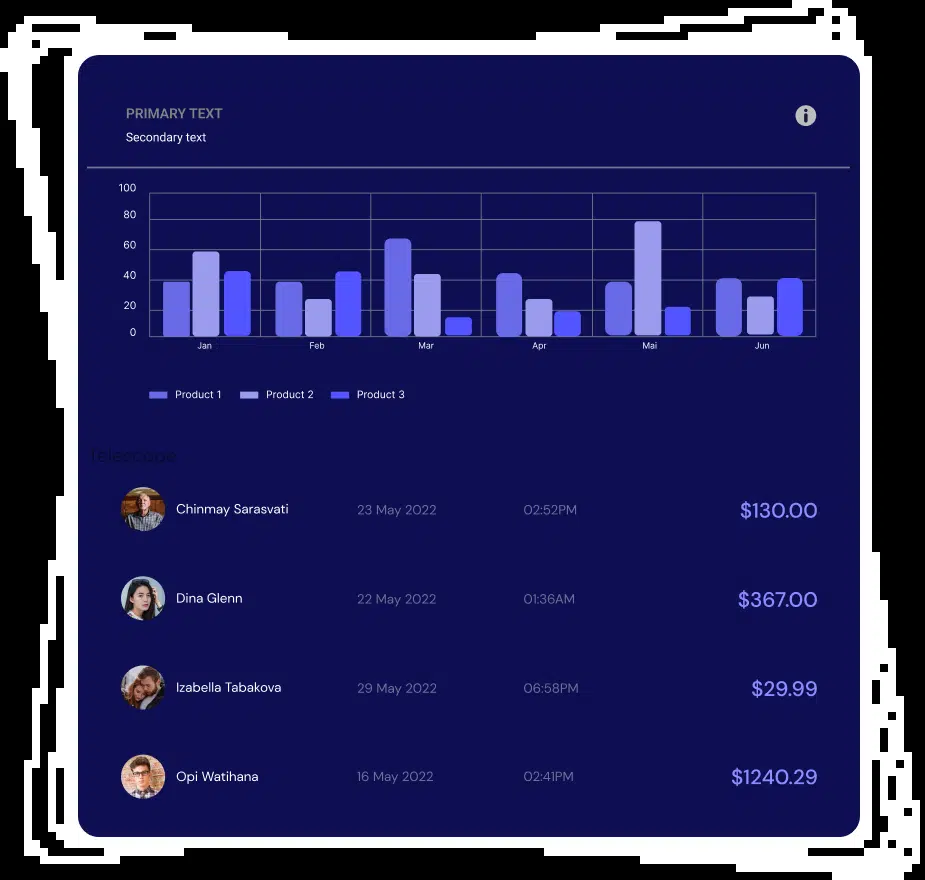 PRIMARY TEXT
Secondary text
100
80
60
40
20
0
Jan Feb Mar Apr Mai Jun
Product 1 Product 2 Product 3
Telescope
Chinmay Sarasvati 23 May 2022 02:52PM $130.00
Dina Glenn 22 May 2022 01:36AM $367.00
Izabella Tabakova 29 May 2022 06:58PM $29.99
Opi Watihana 16 May 2022 02:41PM $1240.29